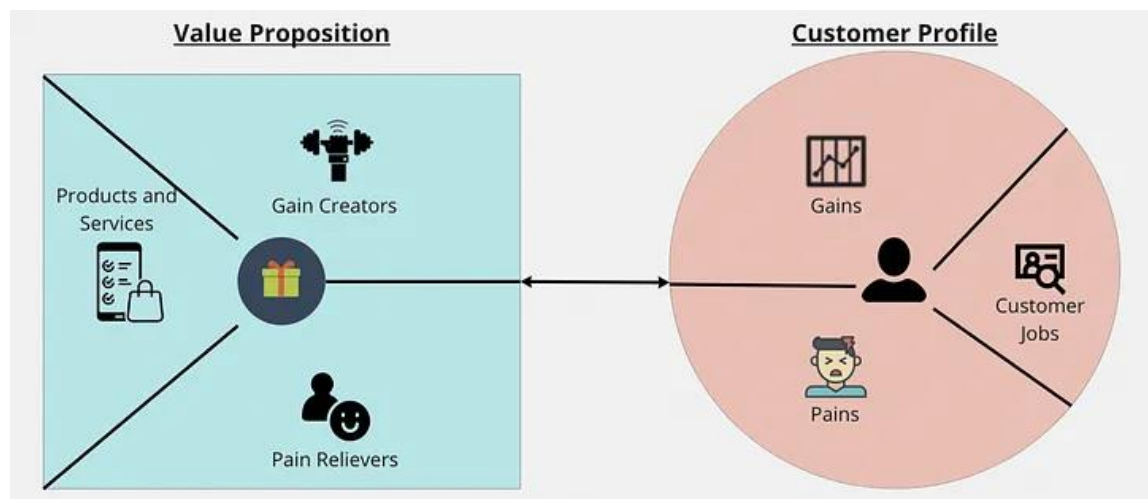 Value Proposition
Customer Profile
Products and
Services
Gain Creators
Pain Relievers
Gains
Customer
Jobs
Pains